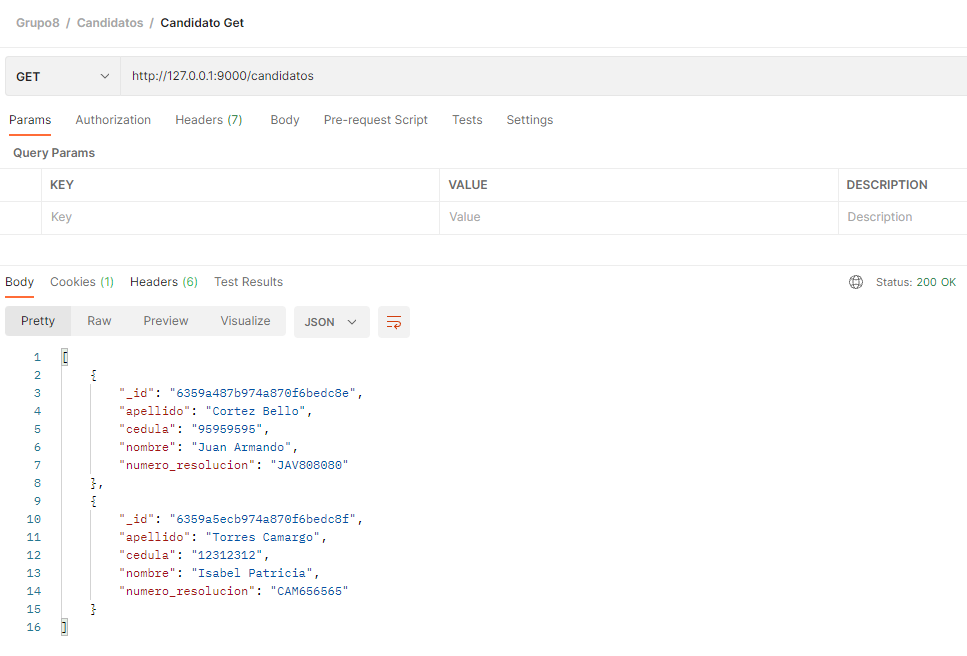 Grupo8 / Candidatos / Candidato Get
GET http://127.0.0.1:9000/candidatos
Params Authorization Headers (7) Body Pre-request Script Tests Settings
Query Params
KEY VALUE DESCRIPTION
Key Value Description
Body Cookies (1) Headers (6) Test Results Status: 200 OK
Pretty Raw Preview Visualize JSON
1 [
2 {
3 "_id": "6359a487b974a870f6bedc8e",
4 "apellido": "Cortez Bello",
5 "cedula": "95959595",
6 "nombre": "Juan Armando",
7 "numero_resolucion": "JAV808080"
8 },
9 {
10 "_id": "6359a5ecb974a870f6bedc8f",
11 "apellido": "Torres Camargo",
12 "cedula": "12312312",
13 "nombre": "Isabel Patricia",
14 "numero_resolucion": "CAM656565"
15 }
16 ]